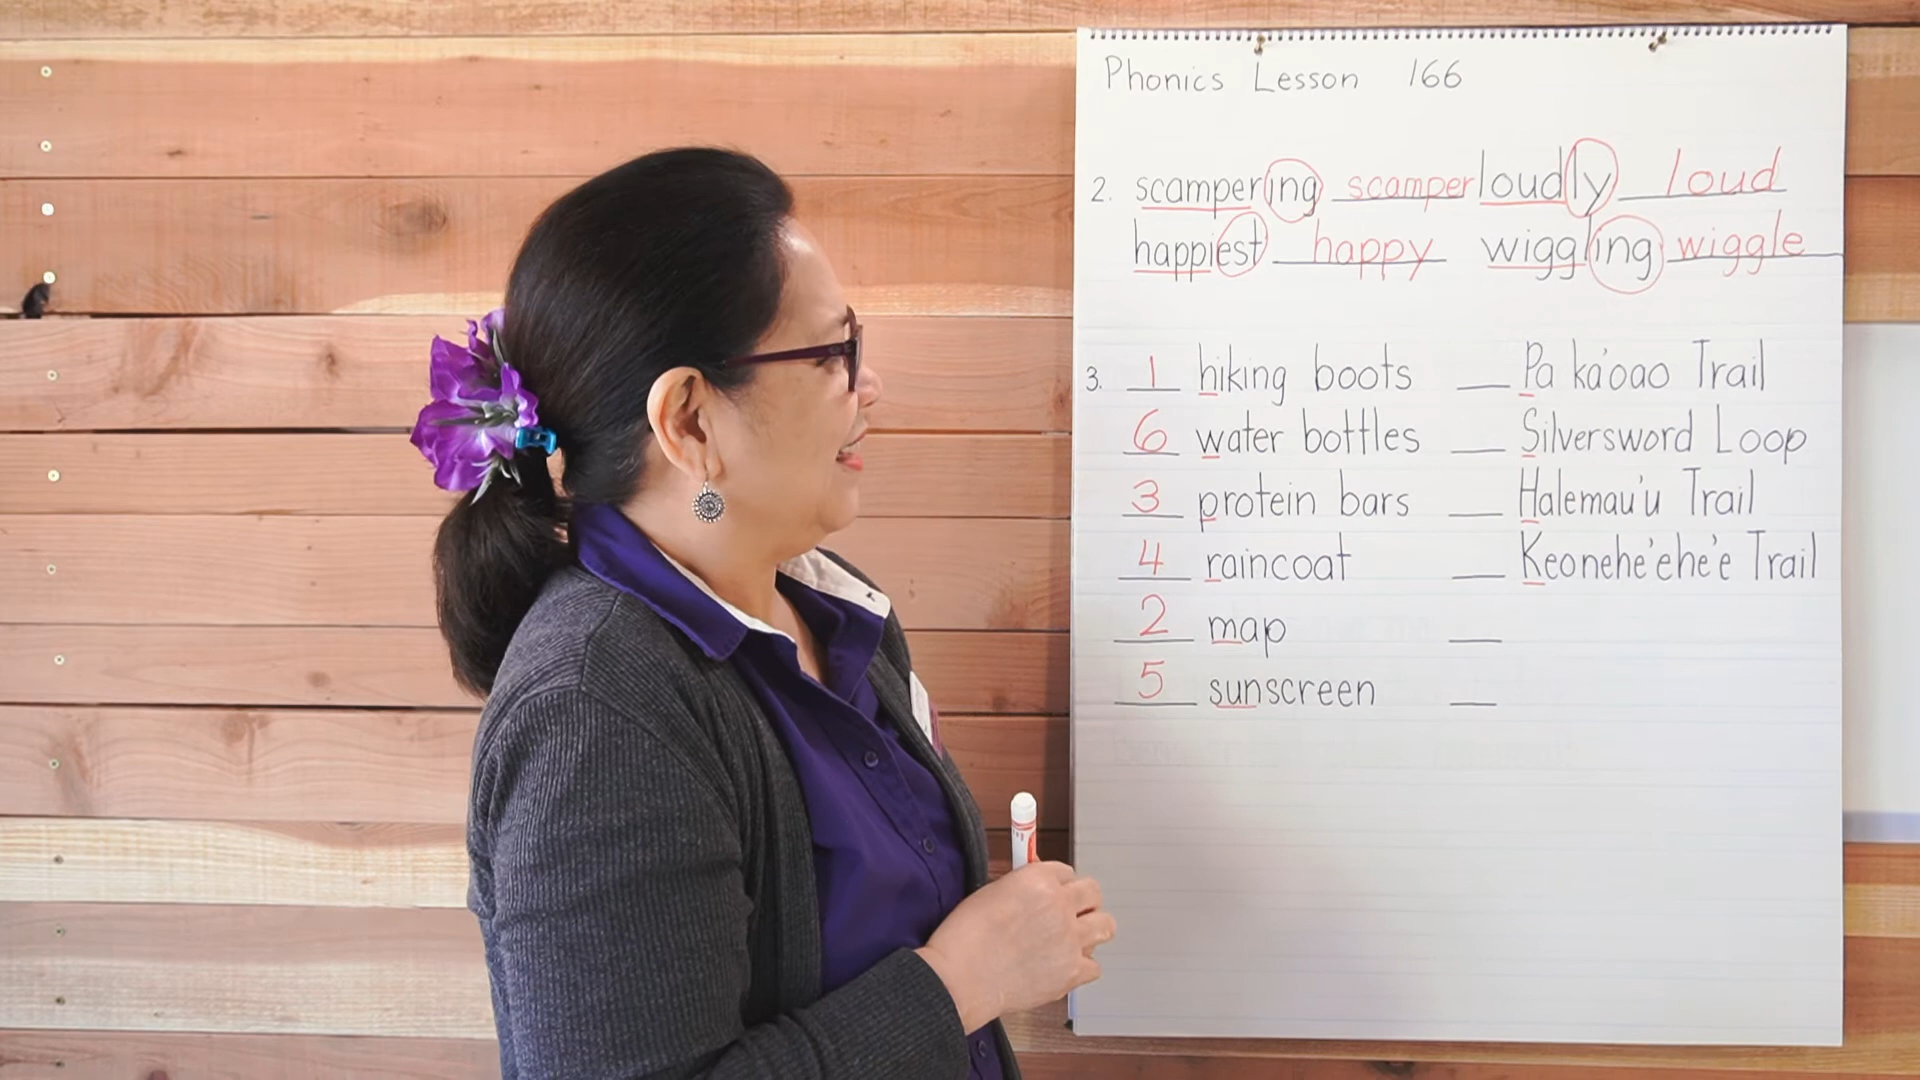 Phonics Lesson 166
2. scampering scamper loudly loud
happiest happy wiggling wiggle
3. 1 hiking boots __ Pa ka'oao Trail
6 water bottles __ Silversword Loop
3 protein bars __ Halemau'u Trail
4 raincoat __ Keonehe'ehe'e Trail
2 map __
5 sunscreen __